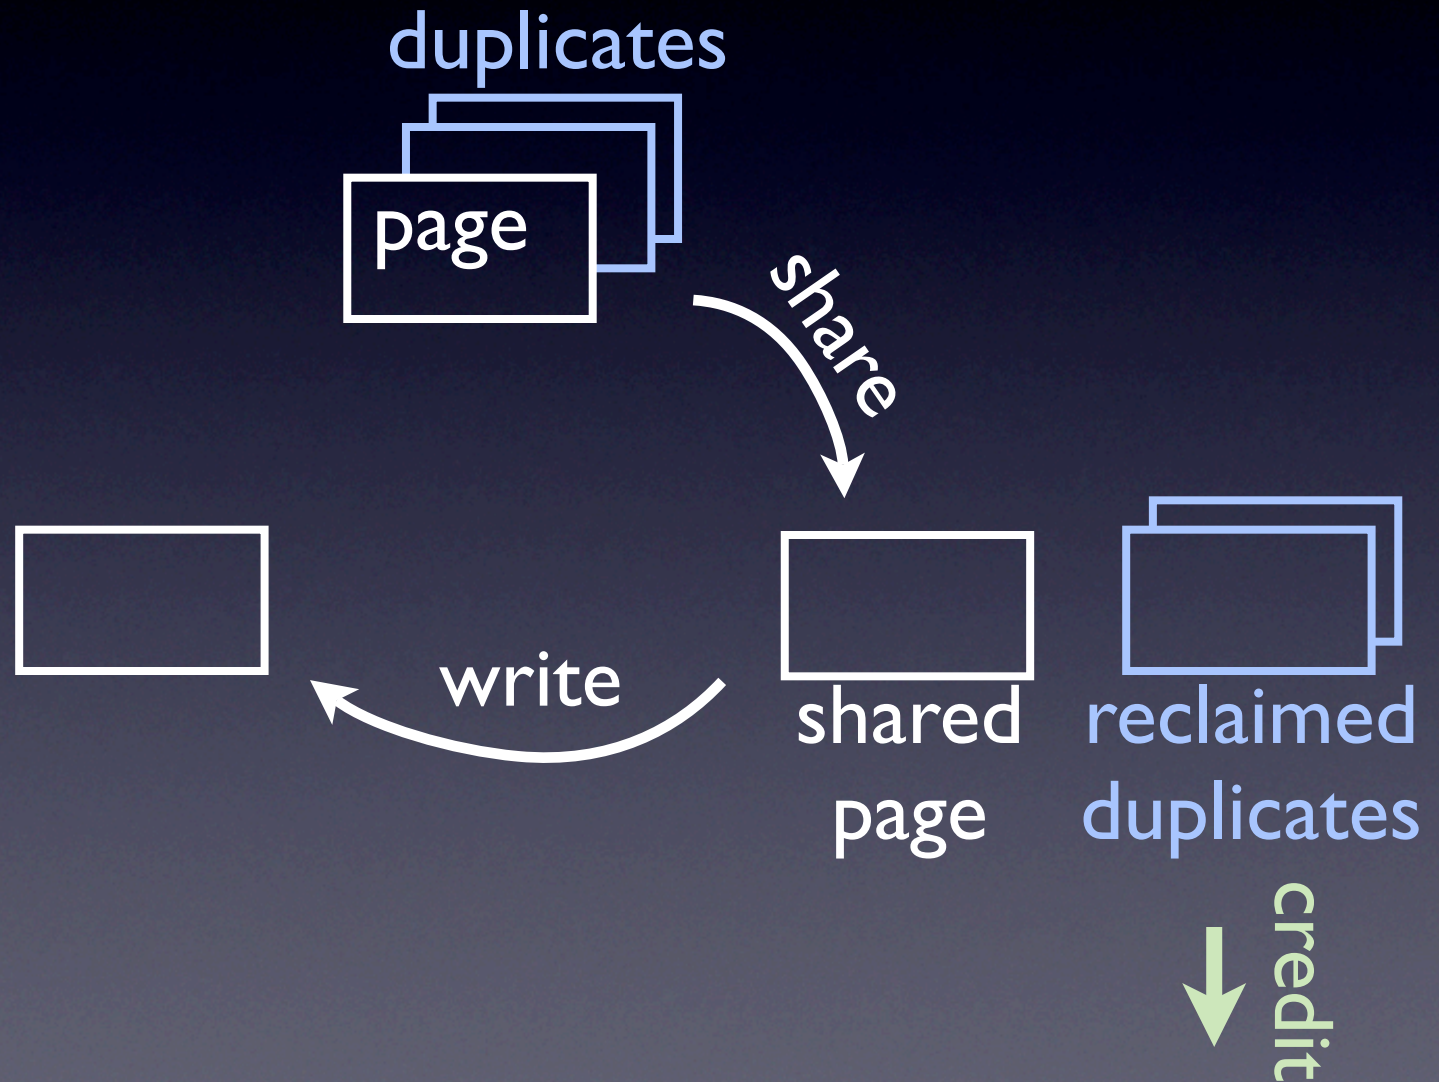 duplicates
page
share
write
shared
page
reclaimed
duplicates
credit